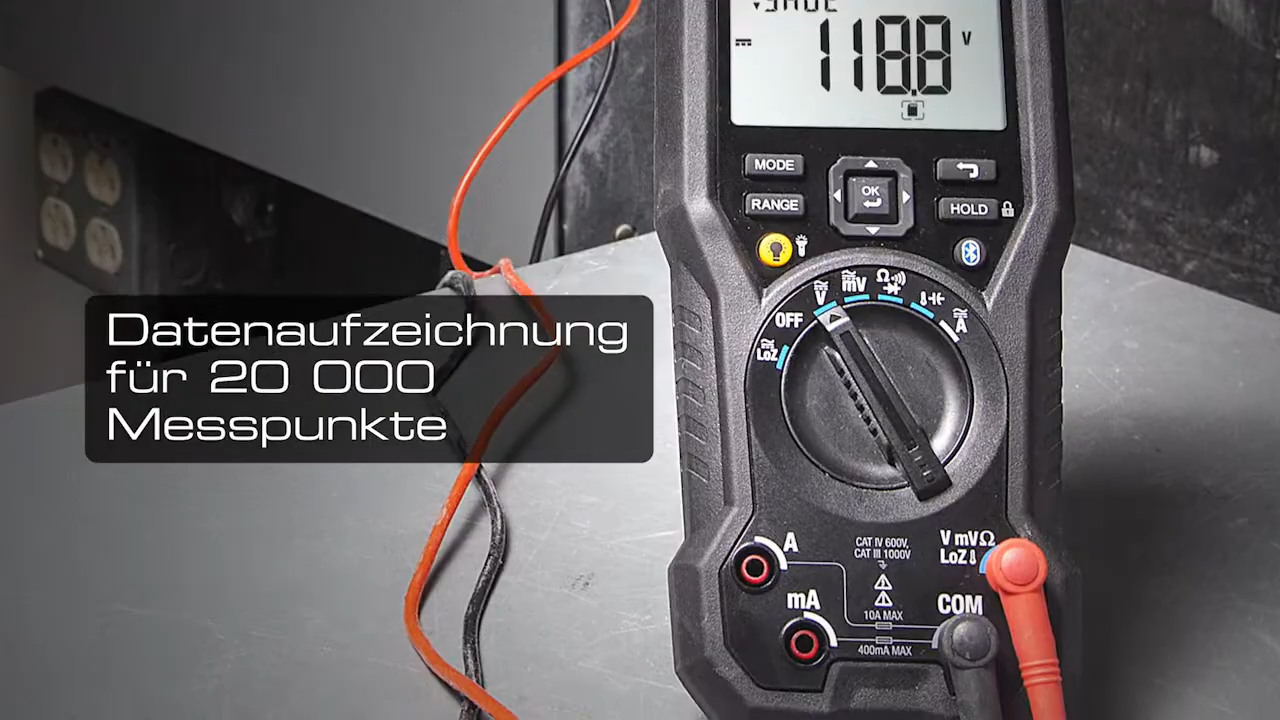 118.8 V
MODE
OK
RANGE
HOLD
OFF
V
mV
Ω
A
LoZ
Datenaufzeichnung
für 20 000
Messpunkte
A
CAT IV 600V,
CAT III 1000V
V mVΩ
LoZ
mA
10A MAX
COM
400mA MAX